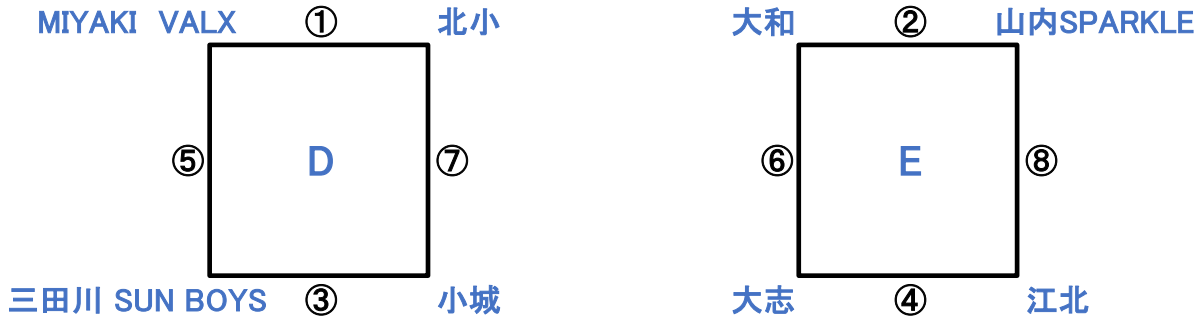 MIYAKI　VALX ① 北小
大和 ② 山内SPARKLE
⑤ D ⑦
⑥ E ⑧
三田川 SUN BOYS ③ 小城
大志 ④ 江北